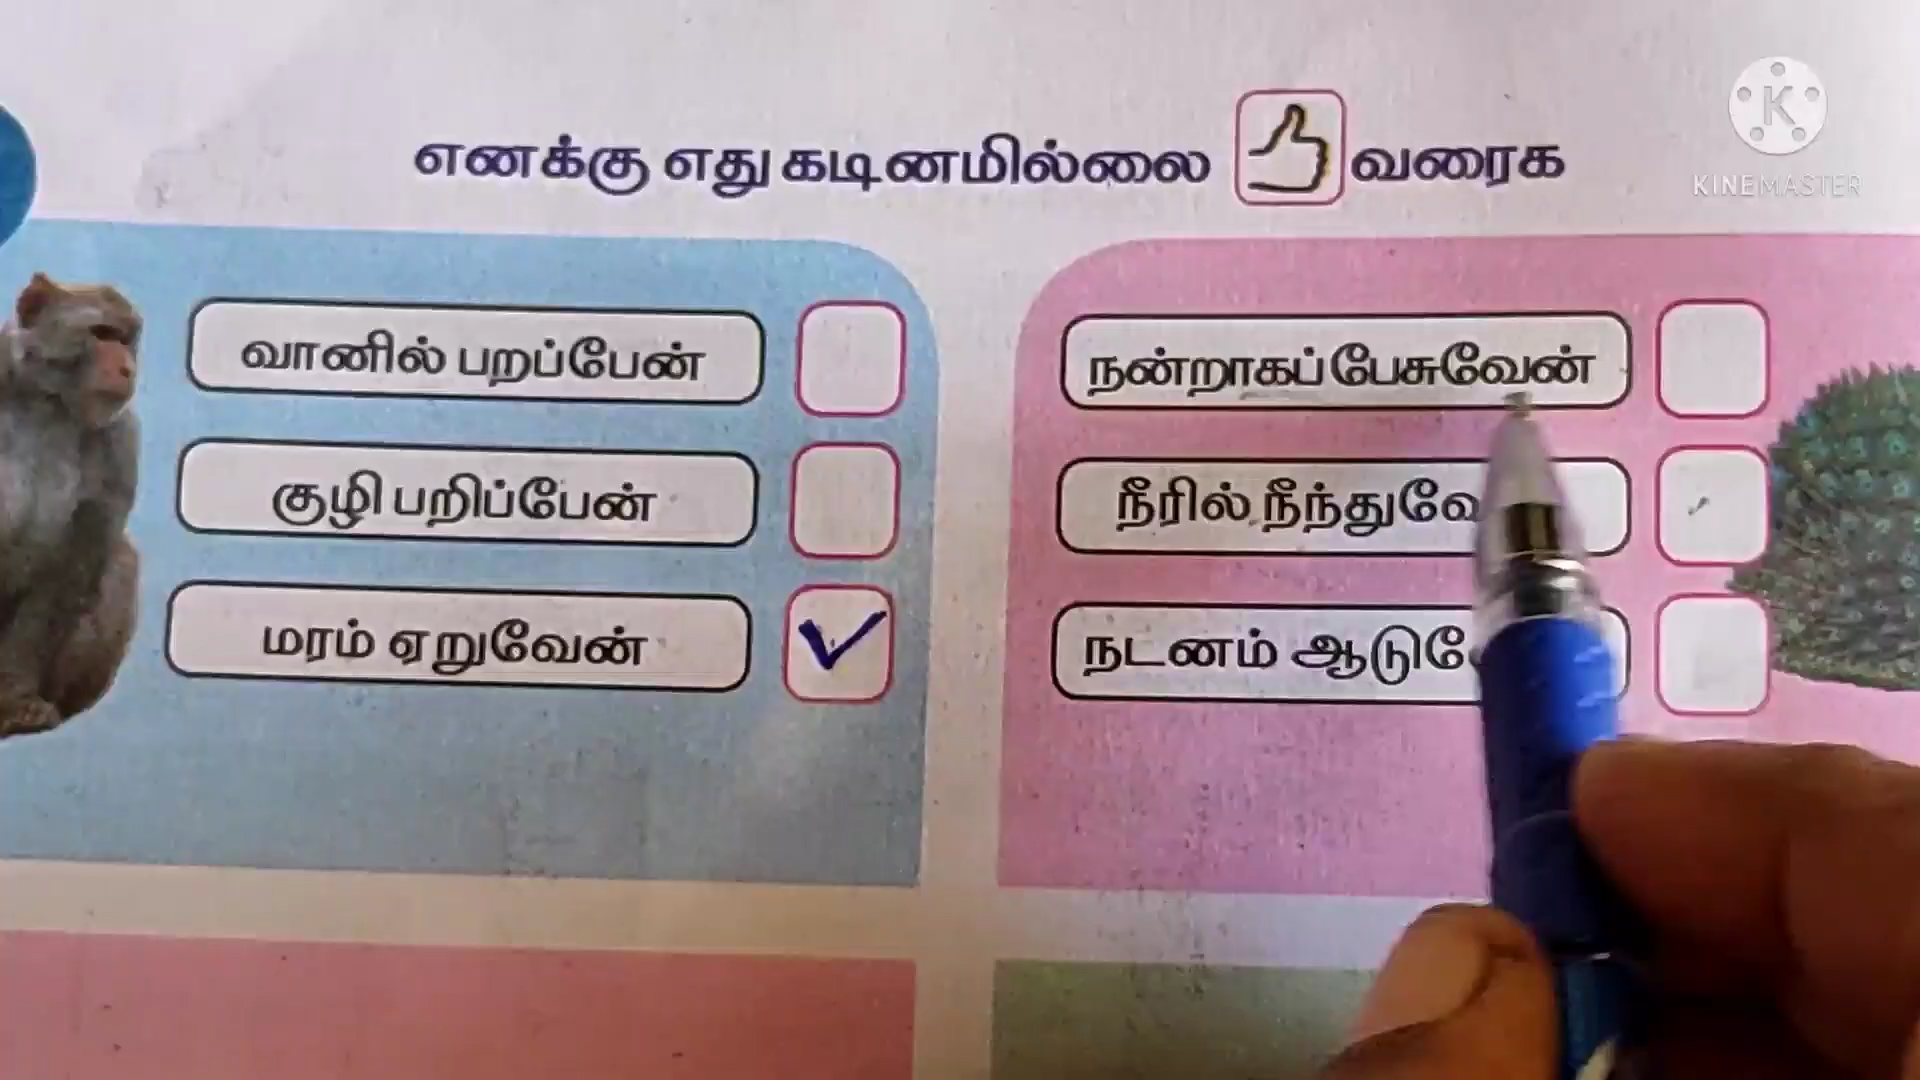 எனக்கு எது கடினமில்லை வரைக
KINEMASTER
வானில் பறப்பேன்
குழி பறிப்பேன்
மரம் ஏறுவேன்
நன்றாகப் பேசுவேன்
நீரில் நீந்துவே
நடனம் ஆடு